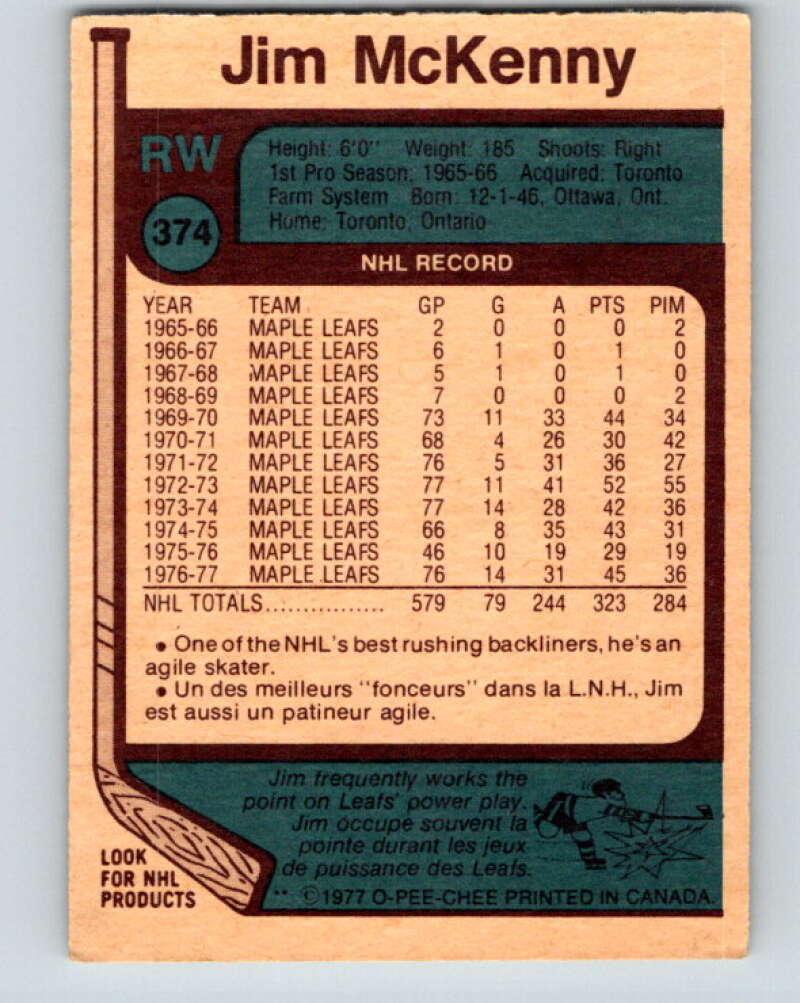 Jim McKenny
RW
374
Height: 6'0" Weight: 185 Shoots: Right
1st Pro Season: 1965-66 Acquired: Toronto
Farm System Born: 12-1-46, Ottawa, Ont.
Home: Toronto, Ontario
NHL RECORD
YEAR TEAM GP G A PTS PIM
1965-66 MAPLE LEAFS 2 0 0 0 2
1966-67 MAPLE LEAFS 6 1 0 1 0
1967-68 MAPLE LEAFS 5 1 0 1 0
1968-69 MAPLE LEAFS 7 0 0 0 2
1969-70 MAPLE LEAFS 73 11 33 44 34
1970-71 MAPLE LEAFS 68 4 26 30 42
1971-72 MAPLE LEAFS 76 5 31 36 27
1972-73 MAPLE LEAFS 77 11 41 52 55
1973-74 MAPLE LEAFS 77 14 28 42 36
1974-75 MAPLE LEAFS 66 8 35 43 31
1975-76 MAPLE LEAFS 46 10 19 29 19
1976-77 MAPLE LEAFS 76 14 31 45 36
NHL TOTALS................ 579 79 244 323 284
• One of the NHL's best rushing backliners, he's an
agile skater.
• Un des meilleurs "fonceurs" dans la L.N.H., Jim
est aussi un patineur agile.
Jim frequently works the
point on Leafs' power play.
Jim occupe souvent la
pointe durant les jeux
de puissance des Leafs.
LOOK
FOR NHL
PRODUCTS
** ©1977 O-PEE-CHEE PRINTED IN CANADA.